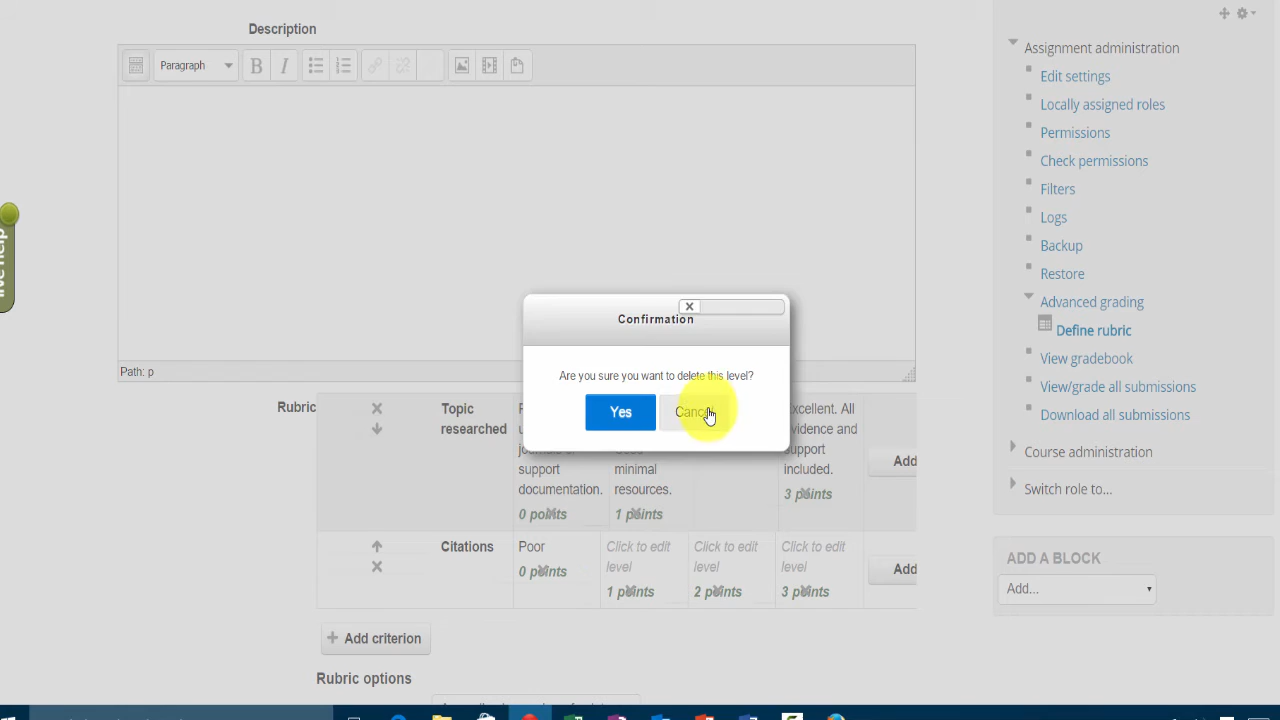 Description
Paragraph
B I
Path: p
Confirmation
Are you sure you want to delete this level?
Yes
Rubric
Topic
researched
support
documentation.
0 points
minimal
resources.
1 points
Excellent. All
evidence and
support
included.
3 points
Add
Citations
Poor
0 points
Click to edit
level
1 points
Click to edit
level
2 points
Click to edit
level
3 points
Add
Add criterion
Rubric options
Assignment administration
Edit settings
Locally assigned roles
Permissions
Check permissions
Filters
Logs
Backup
Restore
Advanced grading
Define rubric
View gradebook
View/grade all submissions
Download all submissions
Course administration
Switch role to...
ADD A BLOCK
Add...